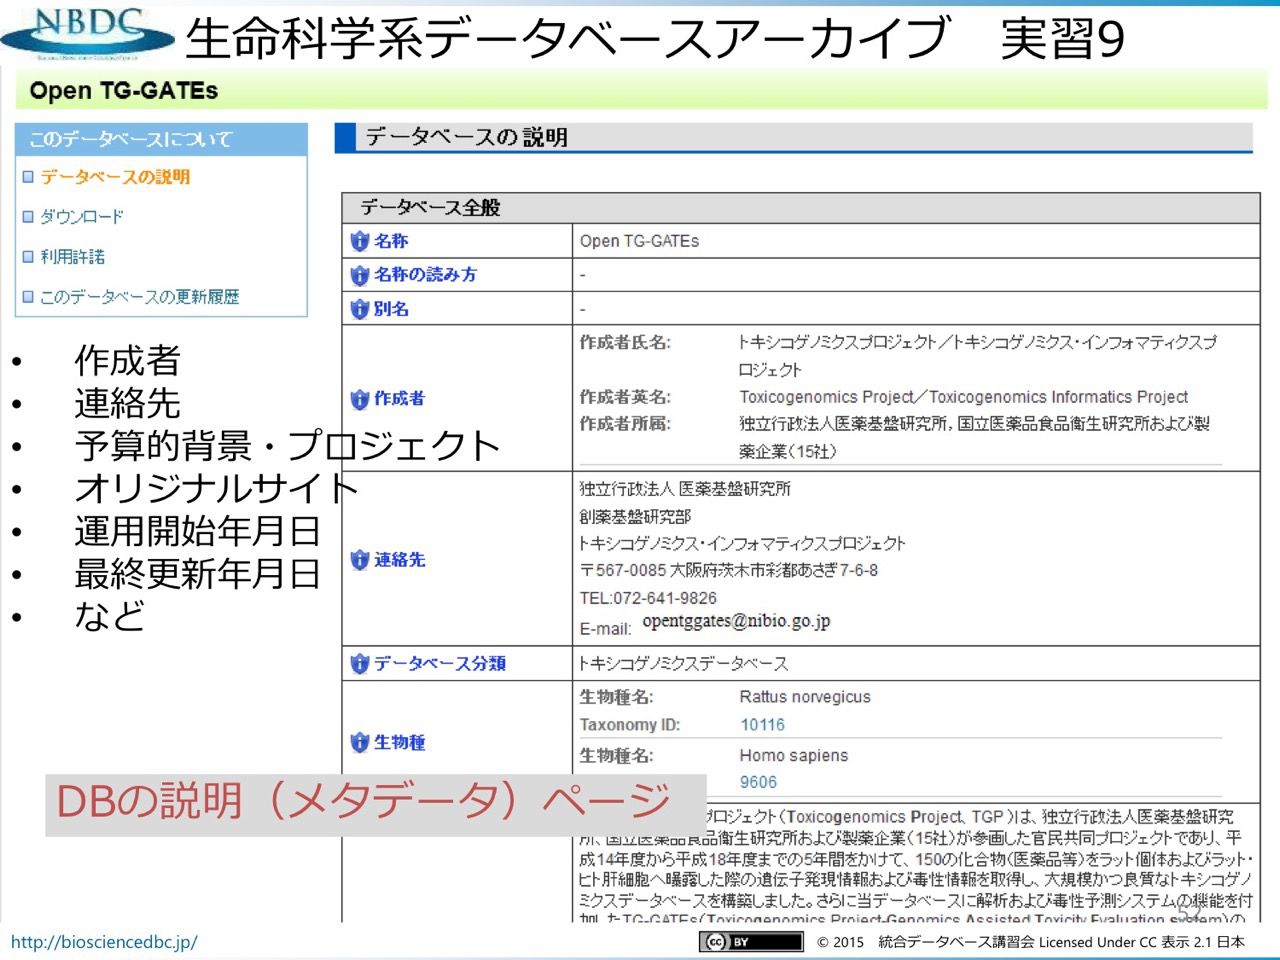 NBDC
生命科学系データベースアーカイブ 実習9
Open TG-GATEs
このデータベースについて
データベースの説明
ダウンロード
利用許諾
このデータベースの更新履歴
• 作成者
• 連絡先
• 予算的背景・プロジェクト
• オリジナルサイト
• 運用開始年月日
• 最終更新年月日
• など
データベースの説明
データベース全般
名称 Open TG-GATEs
名称の読み方 -
別名 -
作成者
作成者氏名: トキシコゲノミクスプロジェクト/トキシコゲノミクス・インフォマティクスプ
ロジェクト
作成者英名: Toxicogenomics Project/Toxicogenomics Informatics Project
作成者所属: 独立行政法人医薬基盤研究所, 国立医薬品食品衛生研究所および製
薬企業(15社)
連絡先
独立行政法人 医薬基盤研究所
創薬基盤研究部
トキシコゲノミクス・インフォマティクスプロジェクト
〒567-0085 大阪府茨木市彩都あさぎ7-6-8
TEL:072-641-9826
E-mail: opentggates@nibio.go.jp
データベース分類 トキシコゲノミクスデータベース
生物種
生物種名: Rattus norvegicus
Taxonomy ID: 10116
生物種名: Homo sapiens
9606
DBの説明（メタデータ）ページ
プロジェクト(Toxicogenomics Project, TGP )は、独立行政法人医薬基盤研究
所、国立医薬品食品衛生研究所および製薬企業(15社)が参画した官民共同プロジェクトであり、平
成14年度から平成18年度までの5年間をかけて、150の化合物(医薬品等)をラット個体およびラット・
ヒト肝細胞へ曝露した際の遺伝子発現情報および毒性情報を取得し、大規模かつ良質なトキシコゲノ
ミクスデータベースを構築しました。さらに当データベースに解析および毒性予測システムの機能を付
加したTG-GATEs(Toxicogenomics Project-Genomics Assisted Toxicity Evaluation system)の
52
http://biosciencedbc.jp/
cc BY
© 2015 統合データベース講習会 Licensed Under CC 表示 2.1 日本